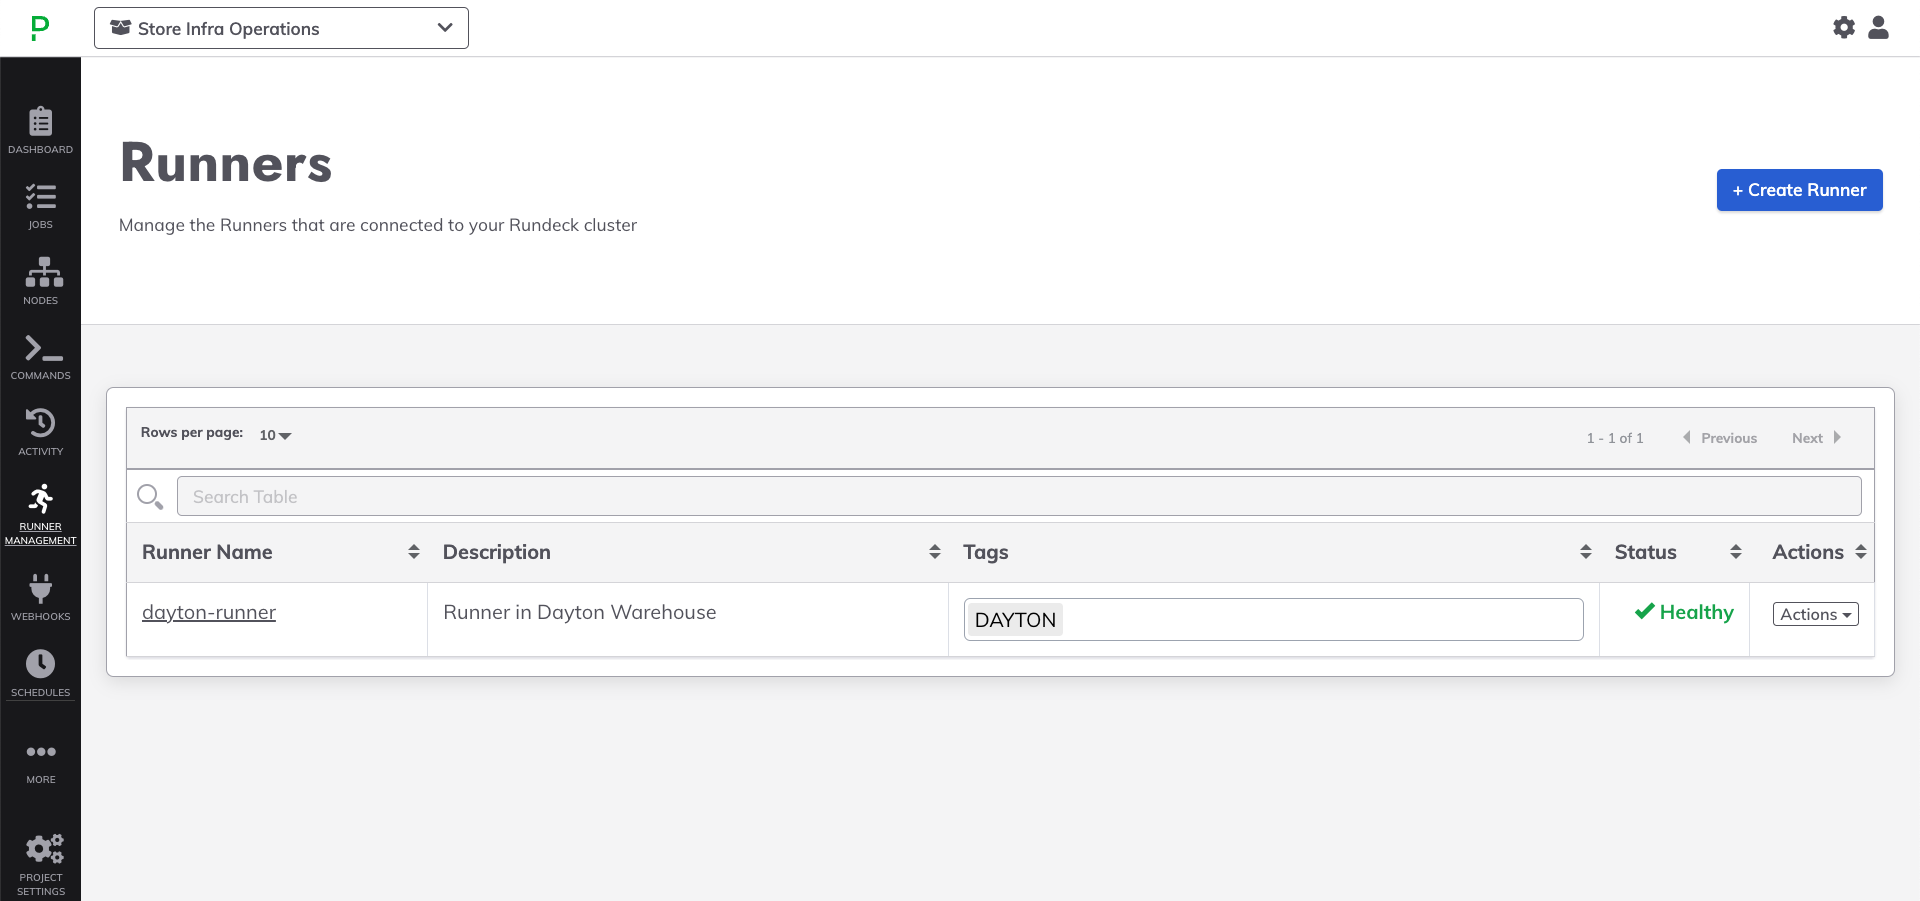 P
Store Infra Operations
DASHBOARD
JOBS
NODES
COMMANDS
ACTIVITY
RUNNER
MANAGEMENT
WEBHOOKS
SCHEDULES
MORE
PROJECT
SETTINGS
Runners
Manage the Runners that are connected to your Rundeck cluster
+ Create Runner
Rows per page: 10
1 - 1 of 1 Previous Next
Search Table
Runner Name Description Tags Status Actions
dayton-runner Runner in Dayton Warehouse DAYTON Healthy Actions